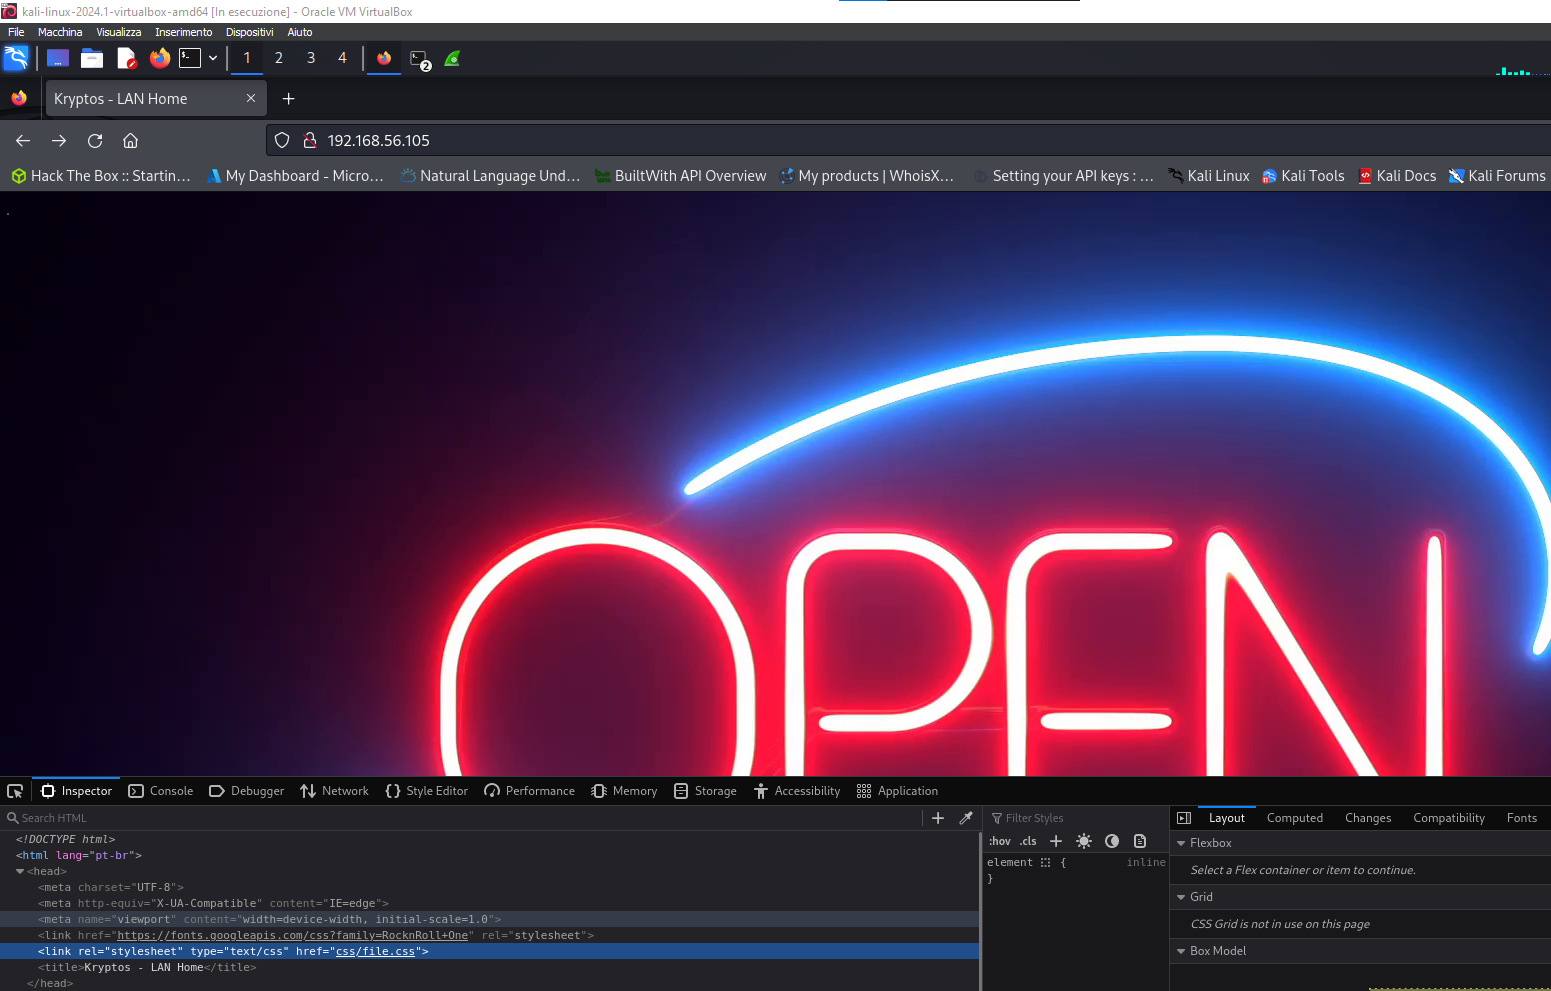 kali-linux-2024.1-virtualbox-amd64 [In esecuzione] - Oracle VM VirtualBox
File Macchina Visualizza Inserimento Dispositivi Aiuto
1 2 3 4 2
Kryptos - LAN Home
192.168.56.105
Hack The Box :: Startin… My Dashboard - Micro… Natural Language Und… BuiltWith API Overview My products | WhoisX… Setting your API keys : … Kali Linux Kali Tools Kali Docs Kali Forums
OPEN
Inspector Console Debugger Network Style Editor Performance Memory Storage Accessibility Application
Search HTML
Filter Styles
Layout Computed Changes Compatibility Fonts
<!DOCTYPE html>
<html lang="pt-br">
<head>
<meta charset="UTF-8">
<meta http-equiv="X-UA-Compatible" content="IE=edge">
<meta name="viewport" content="width=device-width, initial-scale=1.0">
<link href="https://fonts.googleapis.com/css?family=RocknRoll+One" rel="stylesheet">
<link rel="stylesheet" type="text/css" href="css/file.css">
<title>Kryptos - LAN Home</title>
</head>
:hov .cls
element { inline
}
Flexbox
Select a Flex container or item to continue.
Grid
CSS Grid is not in use on this page
Box Model